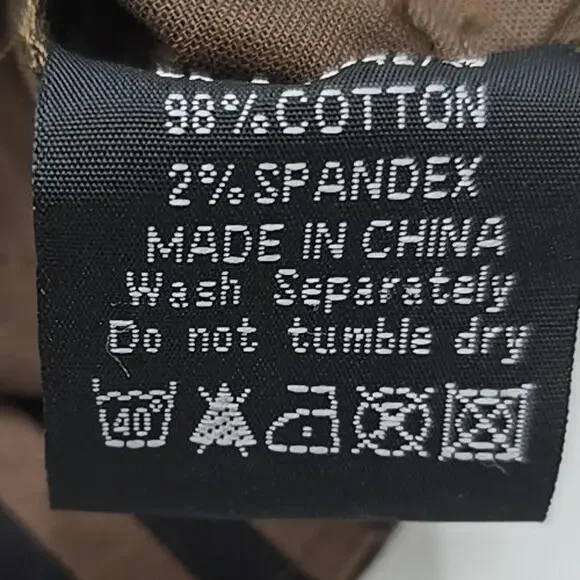 98%COTTON
2%SPANDEX
MADE IN CHINA
Wash Separately
Do not tumble dry
40°